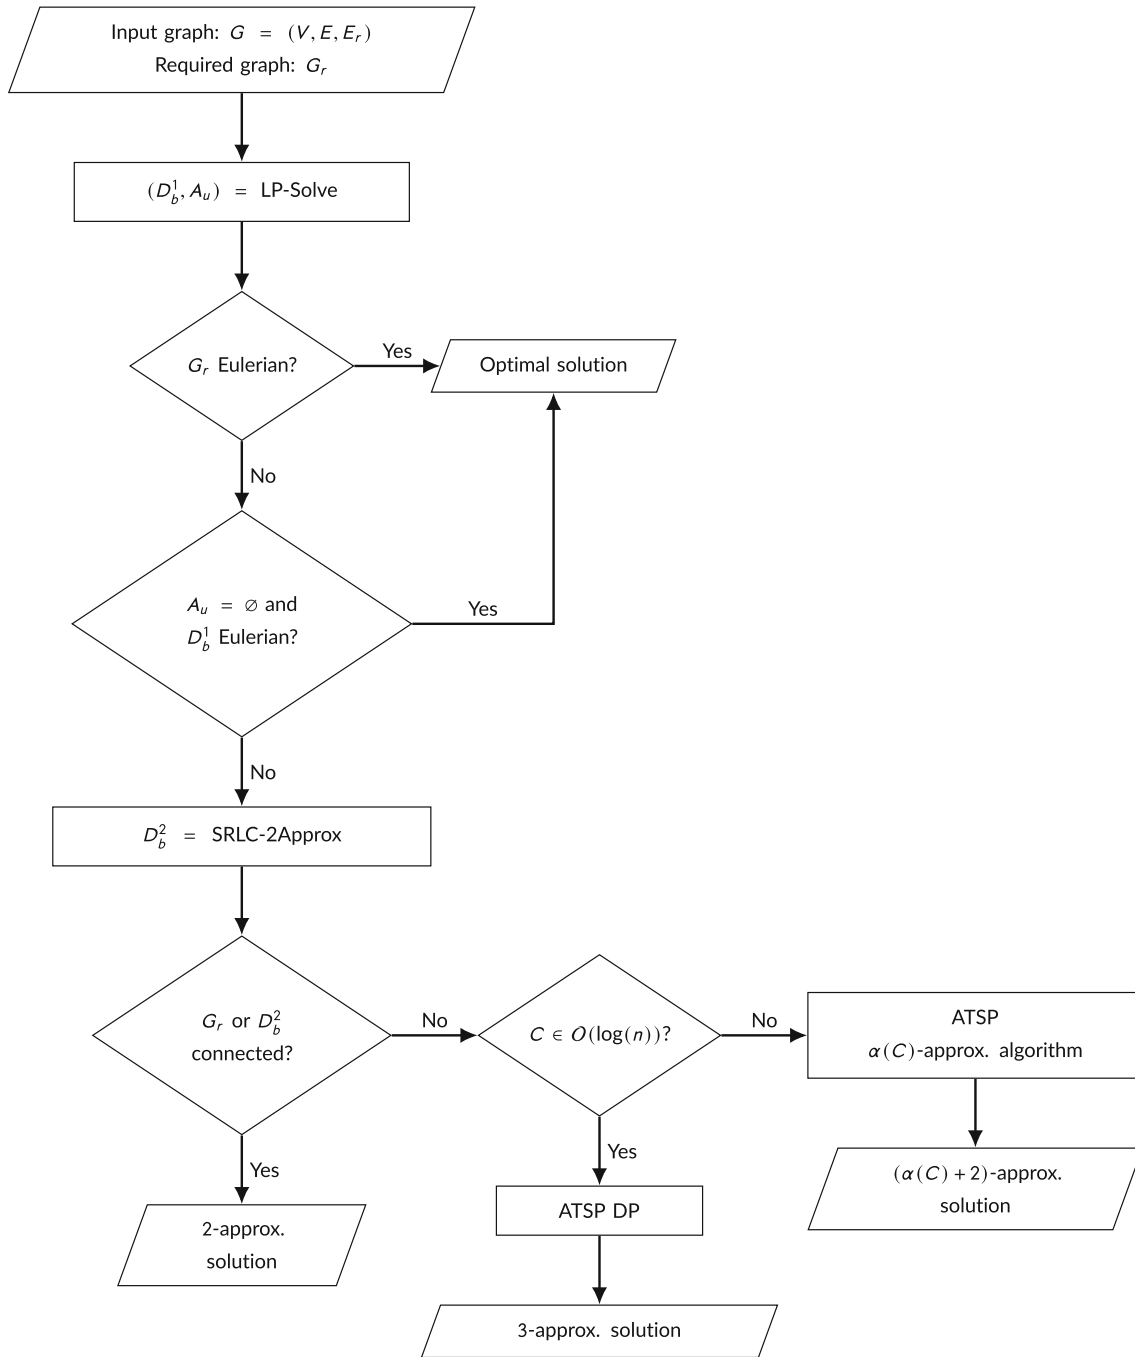 Input graph: G = (V, E, E_r)
Required graph: G_r
(D_b^1, A_u) = LP-Solve
G_r Eulerian?
Yes
Optimal solution
No
A_u = ∅ and
D_b^1 Eulerian?
Yes
No
D_b^2 = SRLC-2Approx
G_r or D_b^2
connected?
No
C ∈ O(log(n))?
No
ATSP
α(C)-approx. algorithm
Yes
Yes
(α(C)+2)-approx.
solution
2-approx.
solution
ATSP DP
3-approx. solution